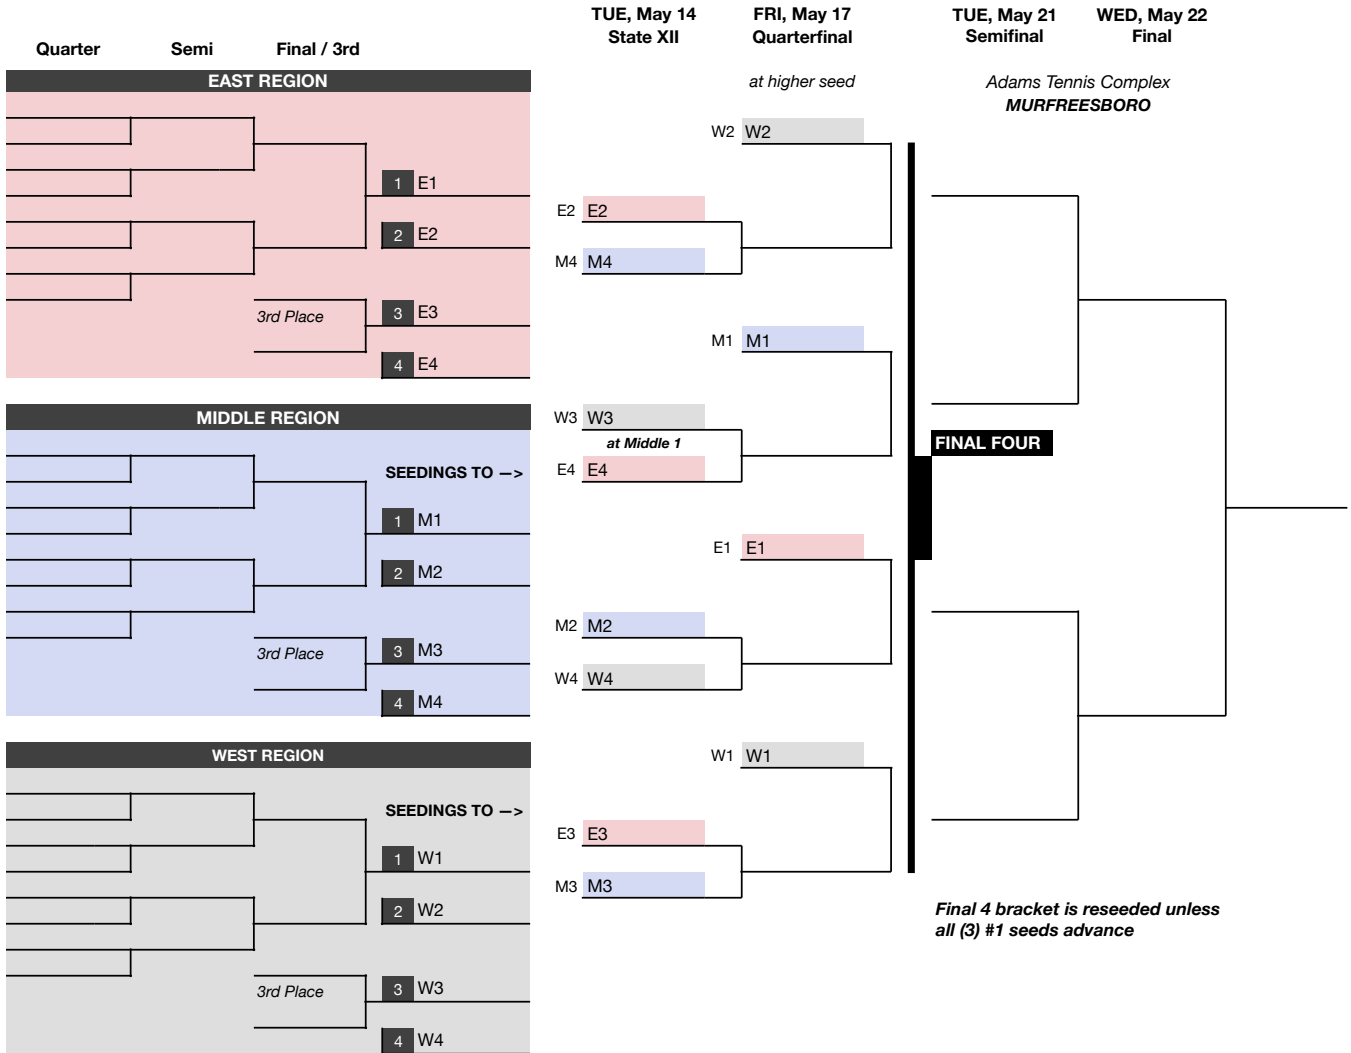 TUE, May 14
State XII
FRI, May 17
Quarterfinal
TUE, May 21
Semifinal
WED, May 22
Final
Quarter
Semi
Final / 3rd
at higher seed
Adams Tennis Complex
MURFREESBORO
EAST REGION
1 E1
2 E2
3rd Place
3 E3
4 E4
MIDDLE REGION
SEEDINGS TO —>
1 M1
2 M2
3rd Place
3 M3
4 M4
WEST REGION
SEEDINGS TO —>
1 W1
2 W2
3rd Place
3 W3
4 W4
E2 E2
M4 M4
W3 W3
at Middle 1
E4 E4
M2 M2
W4 W4
E3 E3
M3 M3
W2 W2
M1 M1
E1 E1
W1 W1
FINAL FOUR
Final 4 bracket is reseeded unless
all (3) #1 seeds advance